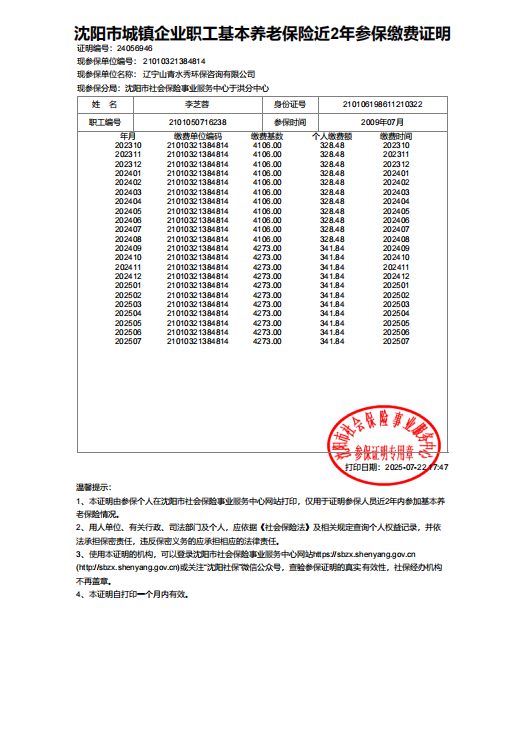 沈阳市城镇企业职工基本养老保险近2年参保缴费证明
证明编号：24056946
现参保单位编号： 21010321384814
现参保单位名称： 辽宁山青水秀环保咨询有限公司
现参保分局：沈阳市社会保险事业服务中心于洪分中心
姓 名 李芝蓉 身份证号 210106198611210322
职工编号 2101050716238 参保时间 2009年07月
年月 缴费单位编码 缴费基数 个人缴费额 缴费时间
202310 21010321384814 4106.00 328.48 202310
202311 21010321384814 4106.00 328.48 202311
202312 21010321384814 4106.00 328.48 202312
202401 21010321384814 4106.00 328.48 202401
202402 21010321384814 4106.00 328.48 202402
202403 21010321384814 4106.00 328.48 202403
202404 21010321384814 4106.00 328.48 202404
202405 21010321384814 4106.00 328.48 202405
202406 21010321384814 4106.00 328.48 202406
202407 21010321384814 4106.00 328.48 202407
202408 21010321384814 4106.00 328.48 202408
202409 21010321384814 4273.00 341.84 202409
202410 21010321384814 4273.00 341.84 202410
202411 21010321384814 4273.00 341.84 202411
202412 21010321384814 4273.00 341.84 202412
202501 21010321384814 4273.00 341.84 202501
202502 21010321384814 4273.00 341.84 202502
202503 21010321384814 4273.00 341.84 202503
202504 21010321384814 4273.00 341.84 202504
202505 21010321384814 4273.00 341.84 202505
202506 21010321384814 4273.00 341.84 202506
202507 21010321384814 4273.00 341.84 202507
沈阳市社会保险事业服务中心
参保证明专用章
打印日期：2025-07-22 17:47
温馨提示：
1、本证明由参保个人在沈阳市社会保险事业服务中心网站打印，仅用于证明参保人员近2年内参加基本养
老保险情况。
2、用人单位、有关行政、司法部门及个人，应依据《社会保险法》及相关规定查询个人权益记录，并依
法承担保密责任，违反保密义务的应承担相应的法律责任。
3、使用本证明的机构，可以登录沈阳市社会保险事业服务中心网站https://sbzx.shenyang.gov.cn
(http://sbzx.shenyang.gov.cn)或关注“沈阳社保”微信公众号，查验参保证明的真实有效性，社保经办机构
不再盖章。
4、本证明自打印一个月内有效。